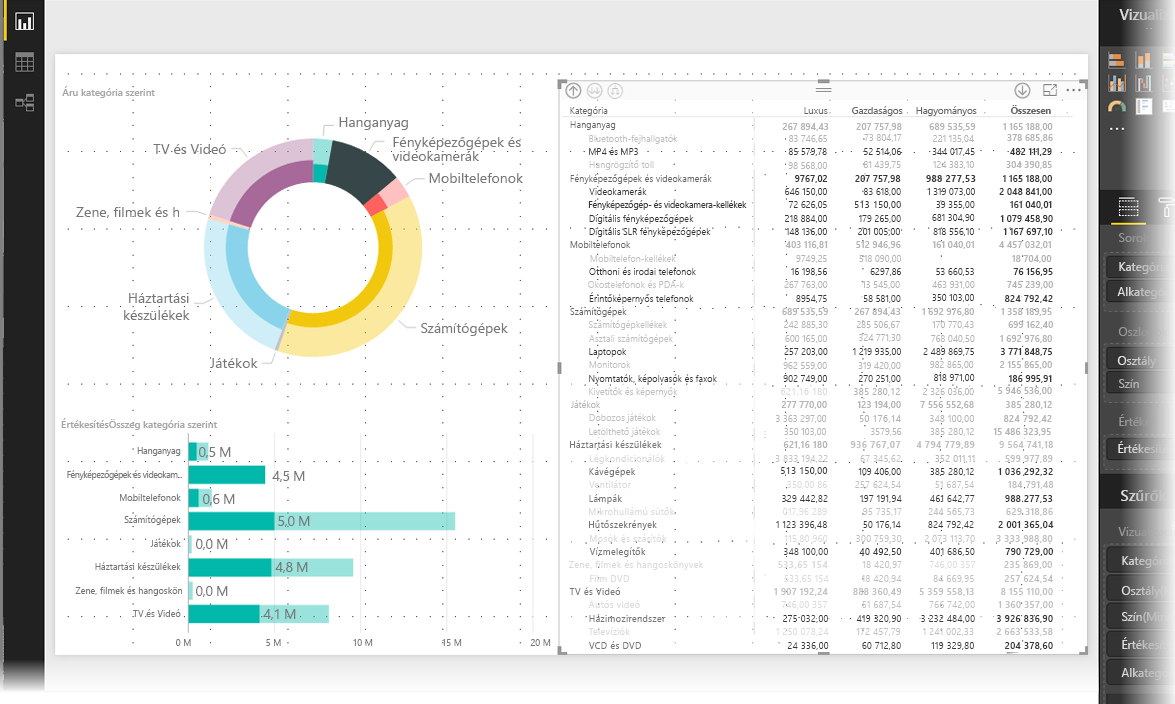 Áru kategória szerint
Hanganyag
Fényképezőgépek és
videokamerák
Mobiltelefonok
Számítógépek
Játékok
Háztartási
készülékek
Zene, filmek és h
TV és Videó
ÉrtékesítésÖsszég kategória szerint
Hanganyag 0,5 M
Fényképezőgépek és videokam... 4,5 M
Mobiltelefonok 0,6 M
Számítógépek 5,0 M
Játékok 0,0 M
Háztartási készülékek 4,8 M
Zene, filmek és hangoskön 0,0 M
TV és Videó 4,1 M
0 M 5 M 10 M 15 M 20 M
Kategória Luxus Gazdaságos Hagyományos Összesen
Hanganyag 267 894,43 207 757,98 689 535,59 1 165 188,00
Bluetooth-fejhallgatók 83 746,65 73 804,17 221 135,04 378 685,86
MP4 és MP3 85 579,78 52 514,06 344 017,45 482 111,29
Hangrögzítő toll 98 568,00 81 439,75 124 383,10 304 390,85
Fényképezőgépek és videokamerák 9767,02 207 757,98 988 277,53 1 165 188,00
Videokamerák 646 150,00 83 618,00 1 319 073,00 2 048 841,00
Fényképezőgép- és videokamera-kellékek 72 626,05 513 150,00 39 355,00 161 040,01
Digitális fényképezőgépek 218 884,00 179 265,00 681 304,90 1 079 458,90
Digitális SLR fényképezőgépek 148 136,00 201 005,00 818 556,10 1 167 697,10
Mobiltelefonok 403 116,81 512 946,96 161 040,01 4 457 032,01
Mobiltelefon-kellékek 9749,25 518 090,00 18 704,00
Otthoni és irodai telefonok 16 198,56 6297,86 53 660,53 76 156,95
Okostelefonok és PDA-k 267 763,00 13 545,00 463 931,00 745 239,00
Érintőképernyős telefonok 8954,75 58 581,00 350 103,00 824 792,42
Számítógépek 689 535,59 267 894,43 1 692 976,80 1 358 189,95
Számítógépkellékek 242 885,30 285 506,67 170 770,43 699 162,40
Asztali számítógépek 600 165,00 324 771,30 768 040,50 1 692 976,80
Laptopok 257 203,00 1 219 935,00 2 489 869,75 3 771 848,75
Monitorok 962 559,00 319 420,00 982 865,00 2 155 865,00
Nyomtatók, képolvasók és faxok 902 749,00 270 251,00 818 971,00 186 995,91
Kivetítők és képernyők 621,16 180 385 280,12 2 326 036,00 5 946 536,00
Játékok 277 770,00 123 194,00 7 556 552,68 385 280,12
Dobozos játékok 3 363 297,00 50 176,14 348 100,00 824 792,42
Letölthető játékok 350 103,00 3579,56 385 280,12 15 486 323,95
Háztartási készülékek 621,16 180 936 767,07 4 794 779,89 9 564 741,18
Légkondicionálók 3 833 194,22 67 345,62 352 011,11 599 977,89
Kávégépek 513 150,00 109 406,00 385 280,12 1 036 292,32
Ventilátor 350,00 86 257 624,54 51 687,54 184 791,48
Lámpák 329 442,82 197 191,94 461 642,77 988 277,53
Mikrohullámú sütők 017,96 289 85 735,17 244 565,73 629 318,86
Hűtőszekrények 1 123 396,48 50 176,14 824 792,42 2 001 365,04
Mosók és szárítók 115 80,960 300 759,30 2 073 113,70 3 333 988,80
Vízmelegítők 348 100,00 40 492,50 401 686,50 790 729,00
Zene, filmek és hangoskönyvek 533,65 154 18 420,97 746,00 357 235 869,00
Film DVD 533,65 154 18 420,94 84 669,95 257 624,54
TV és Videó 1 907 192,24 888 360,49 5 359 558,13 8 155 110,00
Autós videó 746,00 357 61 687,54 766 742,00 1 360 357,00
Házimozirendszer 275 032,00 419 320,90 3 232 484,00 3 926 836,90
Televíziók 1 250 078,24 172 457,79 1 241 002,33 2 663 533,58
VCD és DVD 24 336,00 60 712,80 119 329,80 204 378,60
Vizuali
Sorok
Kategória
Alkategó
Oszlo
Osztály
Szín
Érték
Értékesí
Szűrők
Vizua
Kategó
Osztály
Szín(Mi
Értékesí
Alkateg